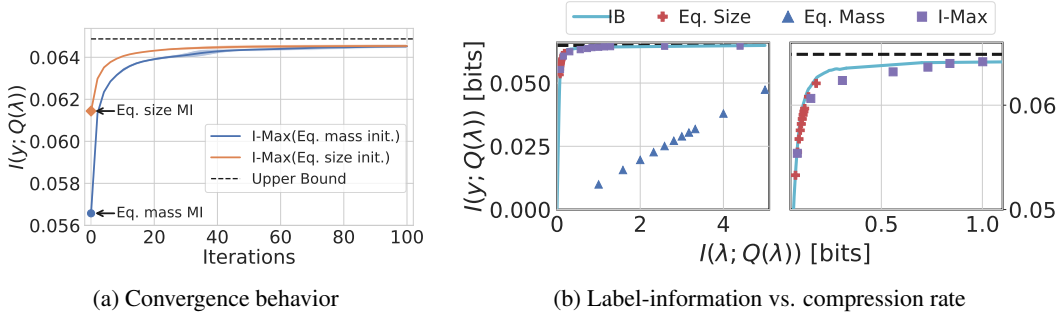 I(y; Q(λ))
0.064
0.062
0.060
0.058
0.056
Eq. size MI
Eq. mass MI
I-Max(Eq. mass init.)
I-Max(Eq. size init.)
Upper Bound
0 20 40 60 80 100
Iterations
(a) Convergence behavior
IB Eq. Size Eq. Mass I-Max
I(y; Q(λ)) [bits]
0.050
0.025
0.000
0 2 4
0.5 1.0
0.06
0.05
I(λ; Q(λ)) [bits]
(b) Label-information vs. compression rate